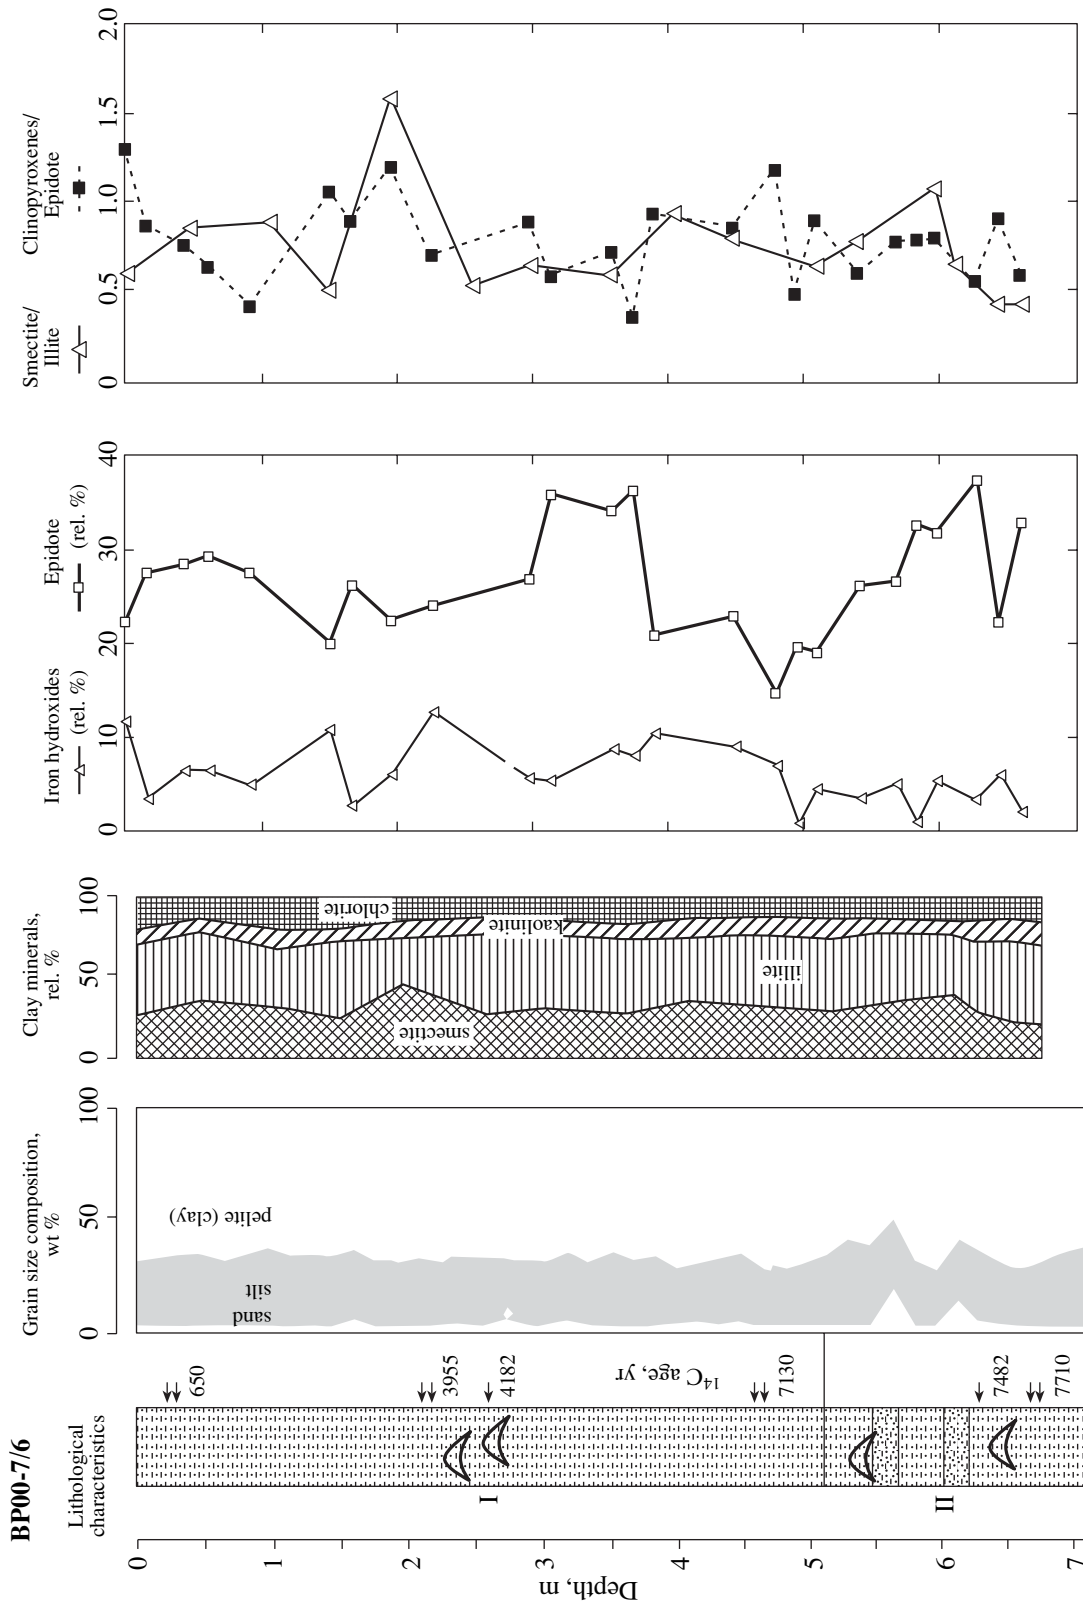 BP00-7/6
Lithological
characteristics
Grain size composition,
wt %
Clay minerals,
rel. %
Iron hydroxides
(rel. %)
Epidote
(rel. %)
Smectite/
Illite
Clinopyroxenes/
Epidote
0
50
100
0
50
100
0
10
20
30
40
0
0.5
1.0
1.5
2.0
Depth, m
0
1
2
3
4
5
6
7
I
II
14C age, yr
650
3955
4182
7130
7482
7710
sand
silt
pelite (clay)
smectite
illite
kaolinite
chlorite